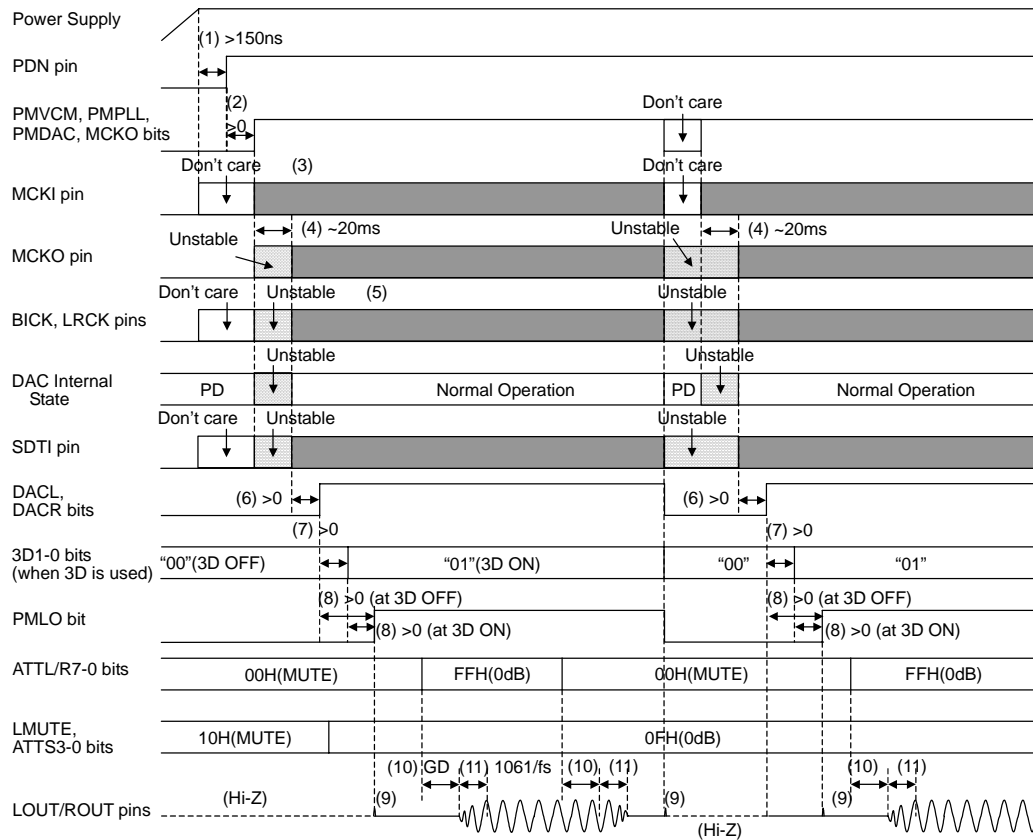 Power Supply
(1) >150ns
PDN pin
(2)
>0
PMVCM, PMPLL,
PMDAC, MCKO bits
Don't care
Don't care
(3)
Don't care
MCKI pin
(4) ~20ms
Unstable
Unstable
(4) ~20ms
MCKO pin
Don't care
Unstable
(5)
Unstable
BICK, LRCK pins
Unstable
Unstable
DAC Internal
State
PD
Normal Operation
PD
Normal Operation
Don't care
Unstable
Unstable
SDTI pin
DACL,
DACR bits
(6) >0
(6) >0
(7) >0
(7) >0
3D1-0 bits
(when 3D is used)
“00”(3D OFF)
“01”(3D ON)
“00”
“01”
(8) >0 (at 3D OFF)
(8) >0 (at 3D OFF)
PMLO bit
(8) >0 (at 3D ON)
(8) >0 (at 3D ON)
ATTL/R7-0 bits
00H(MUTE)
FFH(0dB)
00H(MUTE)
FFH(0dB)
LMUTE,
ATTS3-0 bits
10H(MUTE)
0FH(0dB)
(10) GD
(11) 1061/fs
(10)
(11)
(10)
(11)
LOUT/ROUT pins
(Hi-Z)
(9)
(9)
(Hi-Z)
(9)